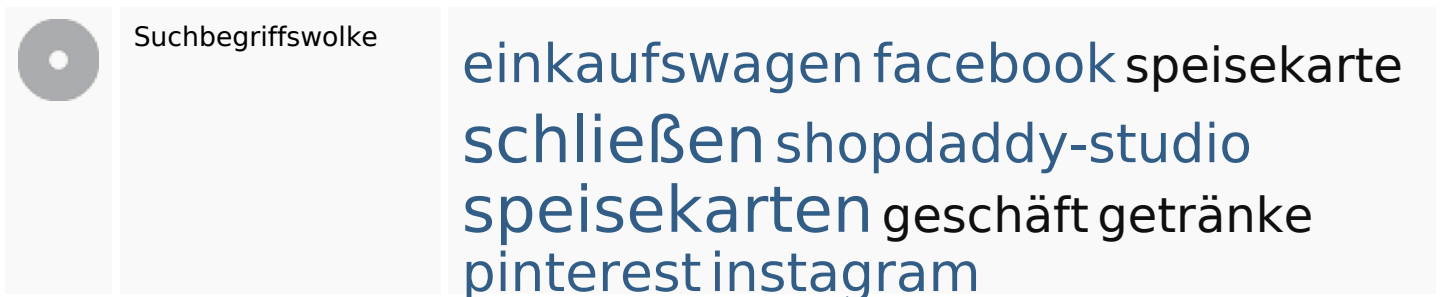 Suchbegriffswolke
einkaufswagen facebook speisekarte
schließen shopdaddy-studio
speisekarten geschäft getränke
pinterest instagram